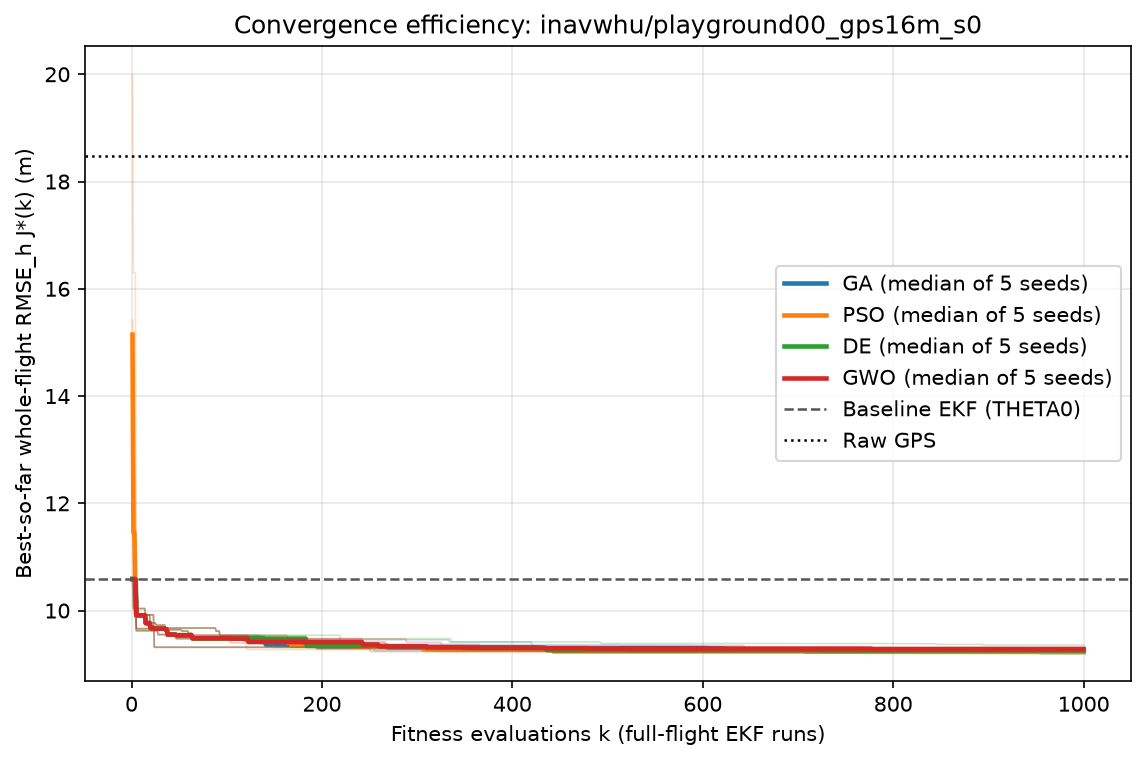 Convergence efficiency: inavwhu/playground00_gps16m_s0
Best-so-far whole-flight RMSE_h J*(k) (m)
20
18
16
14
12
10
GA (median of 5 seeds)
PSO (median of 5 seeds)
DE (median of 5 seeds)
GWO (median of 5 seeds)
Baseline EKF (THETA0)
Raw GPS
0
200
400
600
800
1000
Fitness evaluations k (full-flight EKF runs)